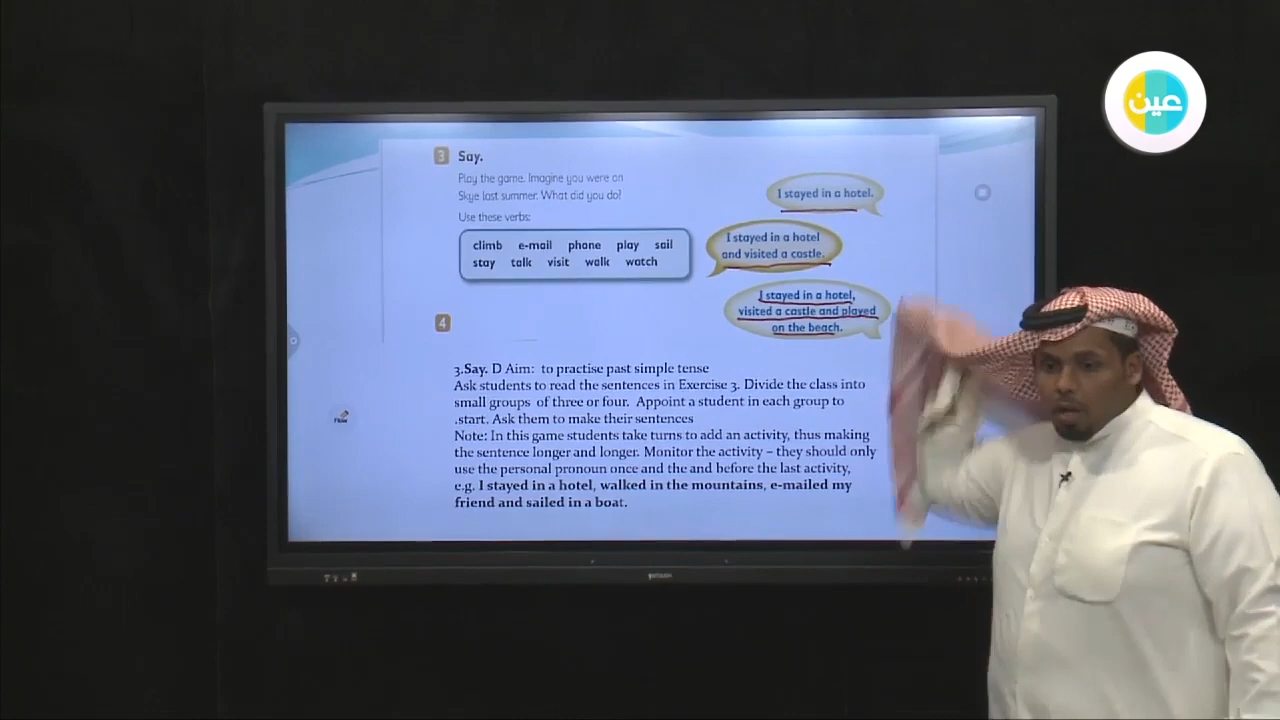 عين
3 Say.
Play the game. Imagine you were on
Skye last summer. What did you do?
Use these verbs:
climb e-mail phone play sail
stay talk visit walk watch
I stayed in a hotel.
I stayed in a hotel
and visited a castle.
I stayed in a hotel,
visited a castle and played
on the beach.
4
3.Say. D Aim: to practise past simple tense
Ask students to read the sentences in Exercise 3. Divide the class into
small groups of three or four. Appoint a student in each group to
.start. Ask them to make their sentences
Note: In this game students take turns to add an activity, thus making
the sentence longer and longer. Monitor the activity – they should only
use the personal pronoun once and the and before the last activity,
e.g. I stayed in a hotel, walked in the mountains, e-mailed my
friend and sailed in a boat.